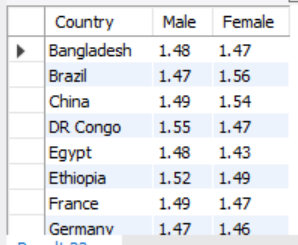 Country Male Female
Bangladesh 1.48 1.47
Brazil 1.47 1.56
China 1.49 1.54
DR Congo 1.55 1.47
Egypt 1.48 1.43
Ethiopia 1.52 1.49
France 1.49 1.47
Germany 1.47 1.46